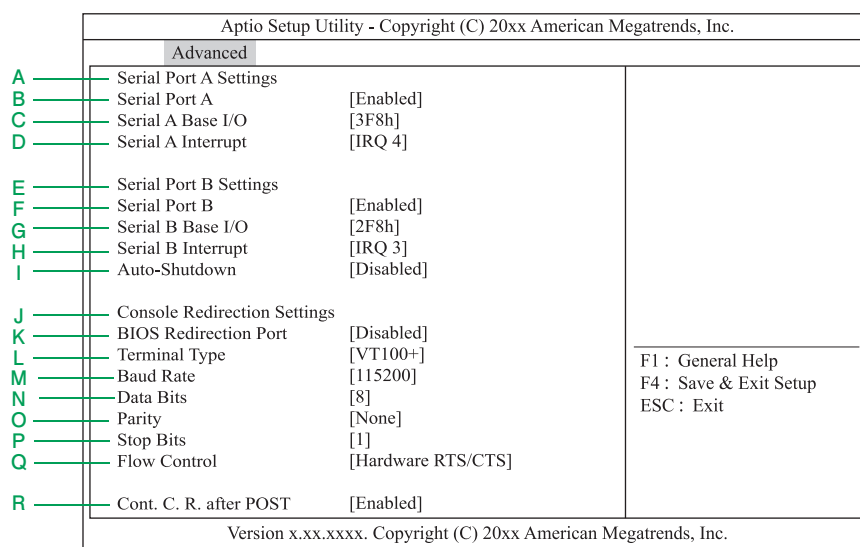 Aptio Setup Utility - Copyright (C) 20xx American Megatrends, Inc.
Advanced
A Serial Port A Settings
B Serial Port A [Enabled]
C Serial A Base I/O [3F8h]
D Serial A Interrupt [IRQ 4]
E Serial Port B Settings
F Serial Port B [Enabled]
G Serial B Base I/O [2F8h]
H Serial B Interrupt [IRQ 3]
I Auto-Shutdown [Disabled]
J Console Redirection Settings
K BIOS Redirection Port [Disabled]
L Terminal Type [VT100+]
M Baud Rate [115200]
N Data Bits [8]
O Parity [None]
P Stop Bits [1]
Q Flow Control [Hardware RTS/CTS]
R Cont. C. R. after POST [Enabled]
F1 : General Help
F4 : Save & Exit Setup
ESC : Exit
Version x.xx.xxxx. Copyright (C) 20xx American Megatrends, Inc.